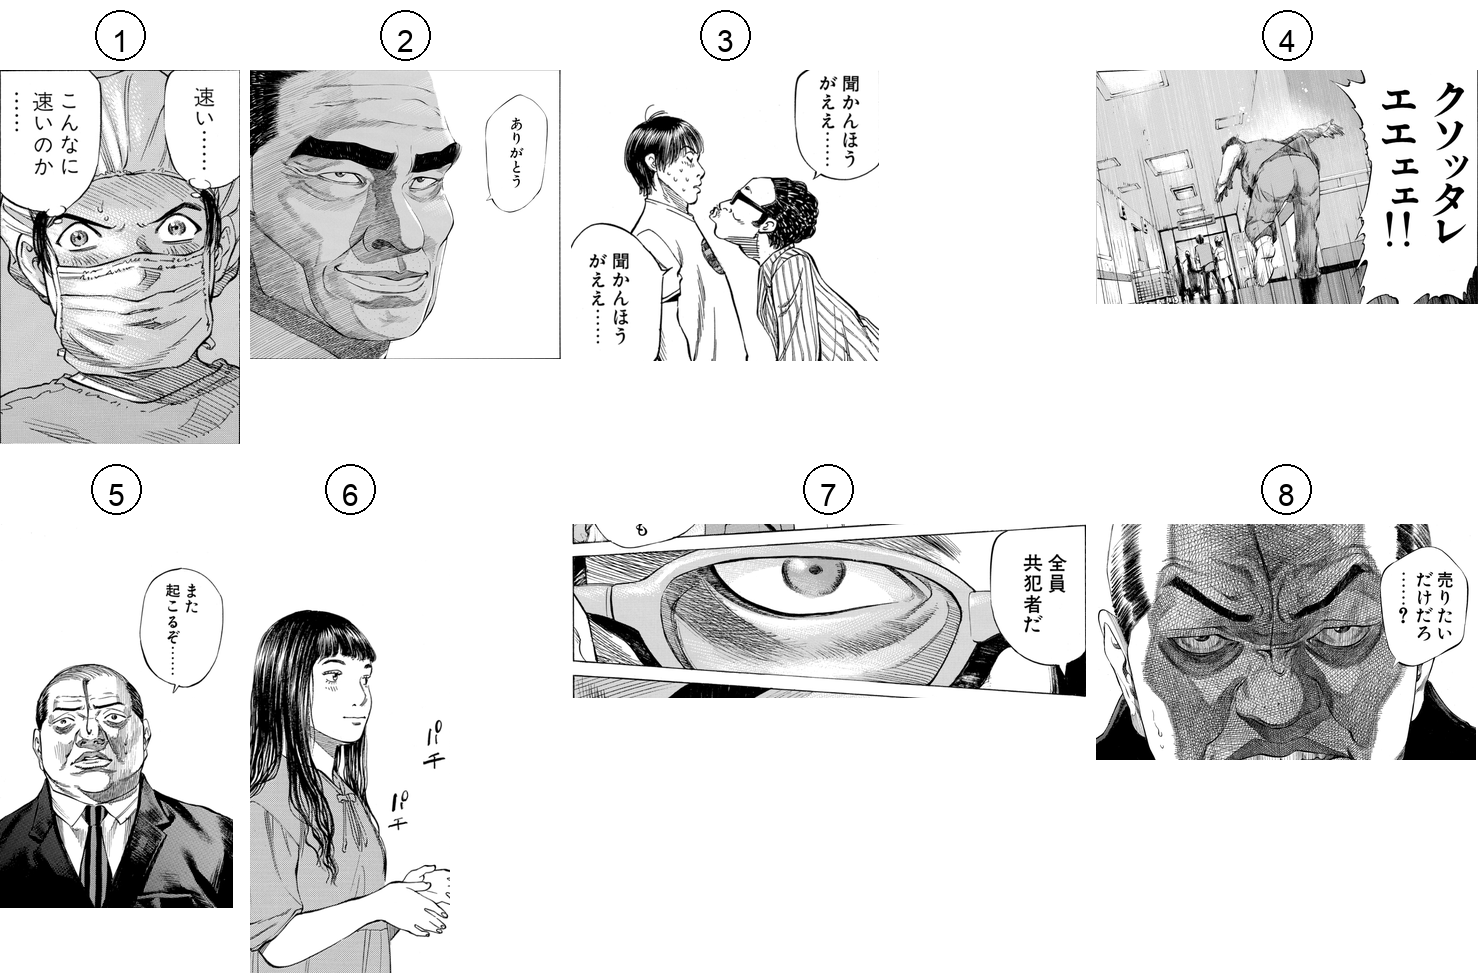 1
速い……
こんなに
速いのか
……
2
ありがとう
3
聞かんほう
がええ……
聞かんほう
がええ……
4
クソッタレ
エエェェ!!
5
また
起こるぞ……
6
パチ
パチ
7
も
全員
共犯者だ
8
売りたい
だけだろ
……?